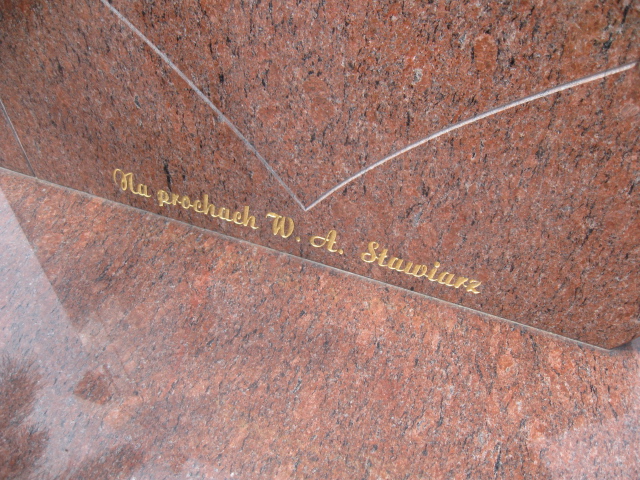 Na prochach W. A. Stawiarz